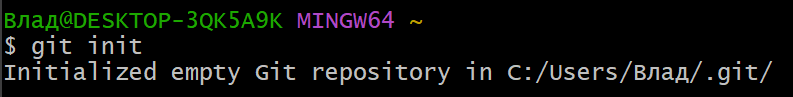 Влад@DESKTOP-3QK5A9K MINGW64 ~
$ git init
Initialized empty Git repository in C:/Users/Влад/.git/